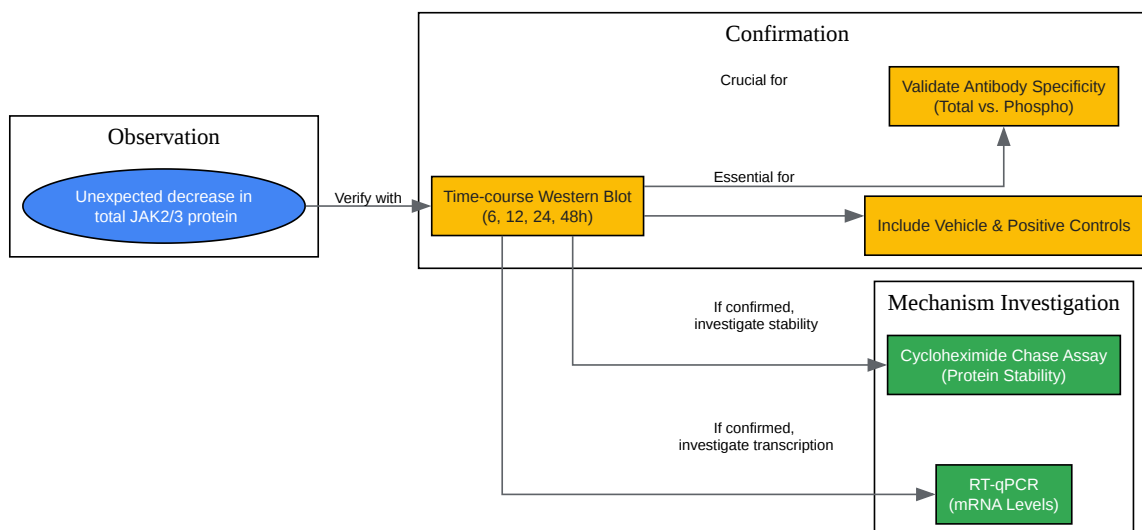 Observation
Unexpected decrease in
total JAK2/3 protein
Verify with
Confirmation
Time-course Western Blot
(6, 12, 24, 48h)
Crucial for
Validate Antibody Specificity
(Total vs. Phospho)
Essential for
Include Vehicle & Positive Controls
Mechanism Investigation
If confirmed,
investigate stability
Cycloheximide Chase Assay
(Protein Stability)
If confirmed,
investigate transcription
RT-qPCR
(mRNA Levels)